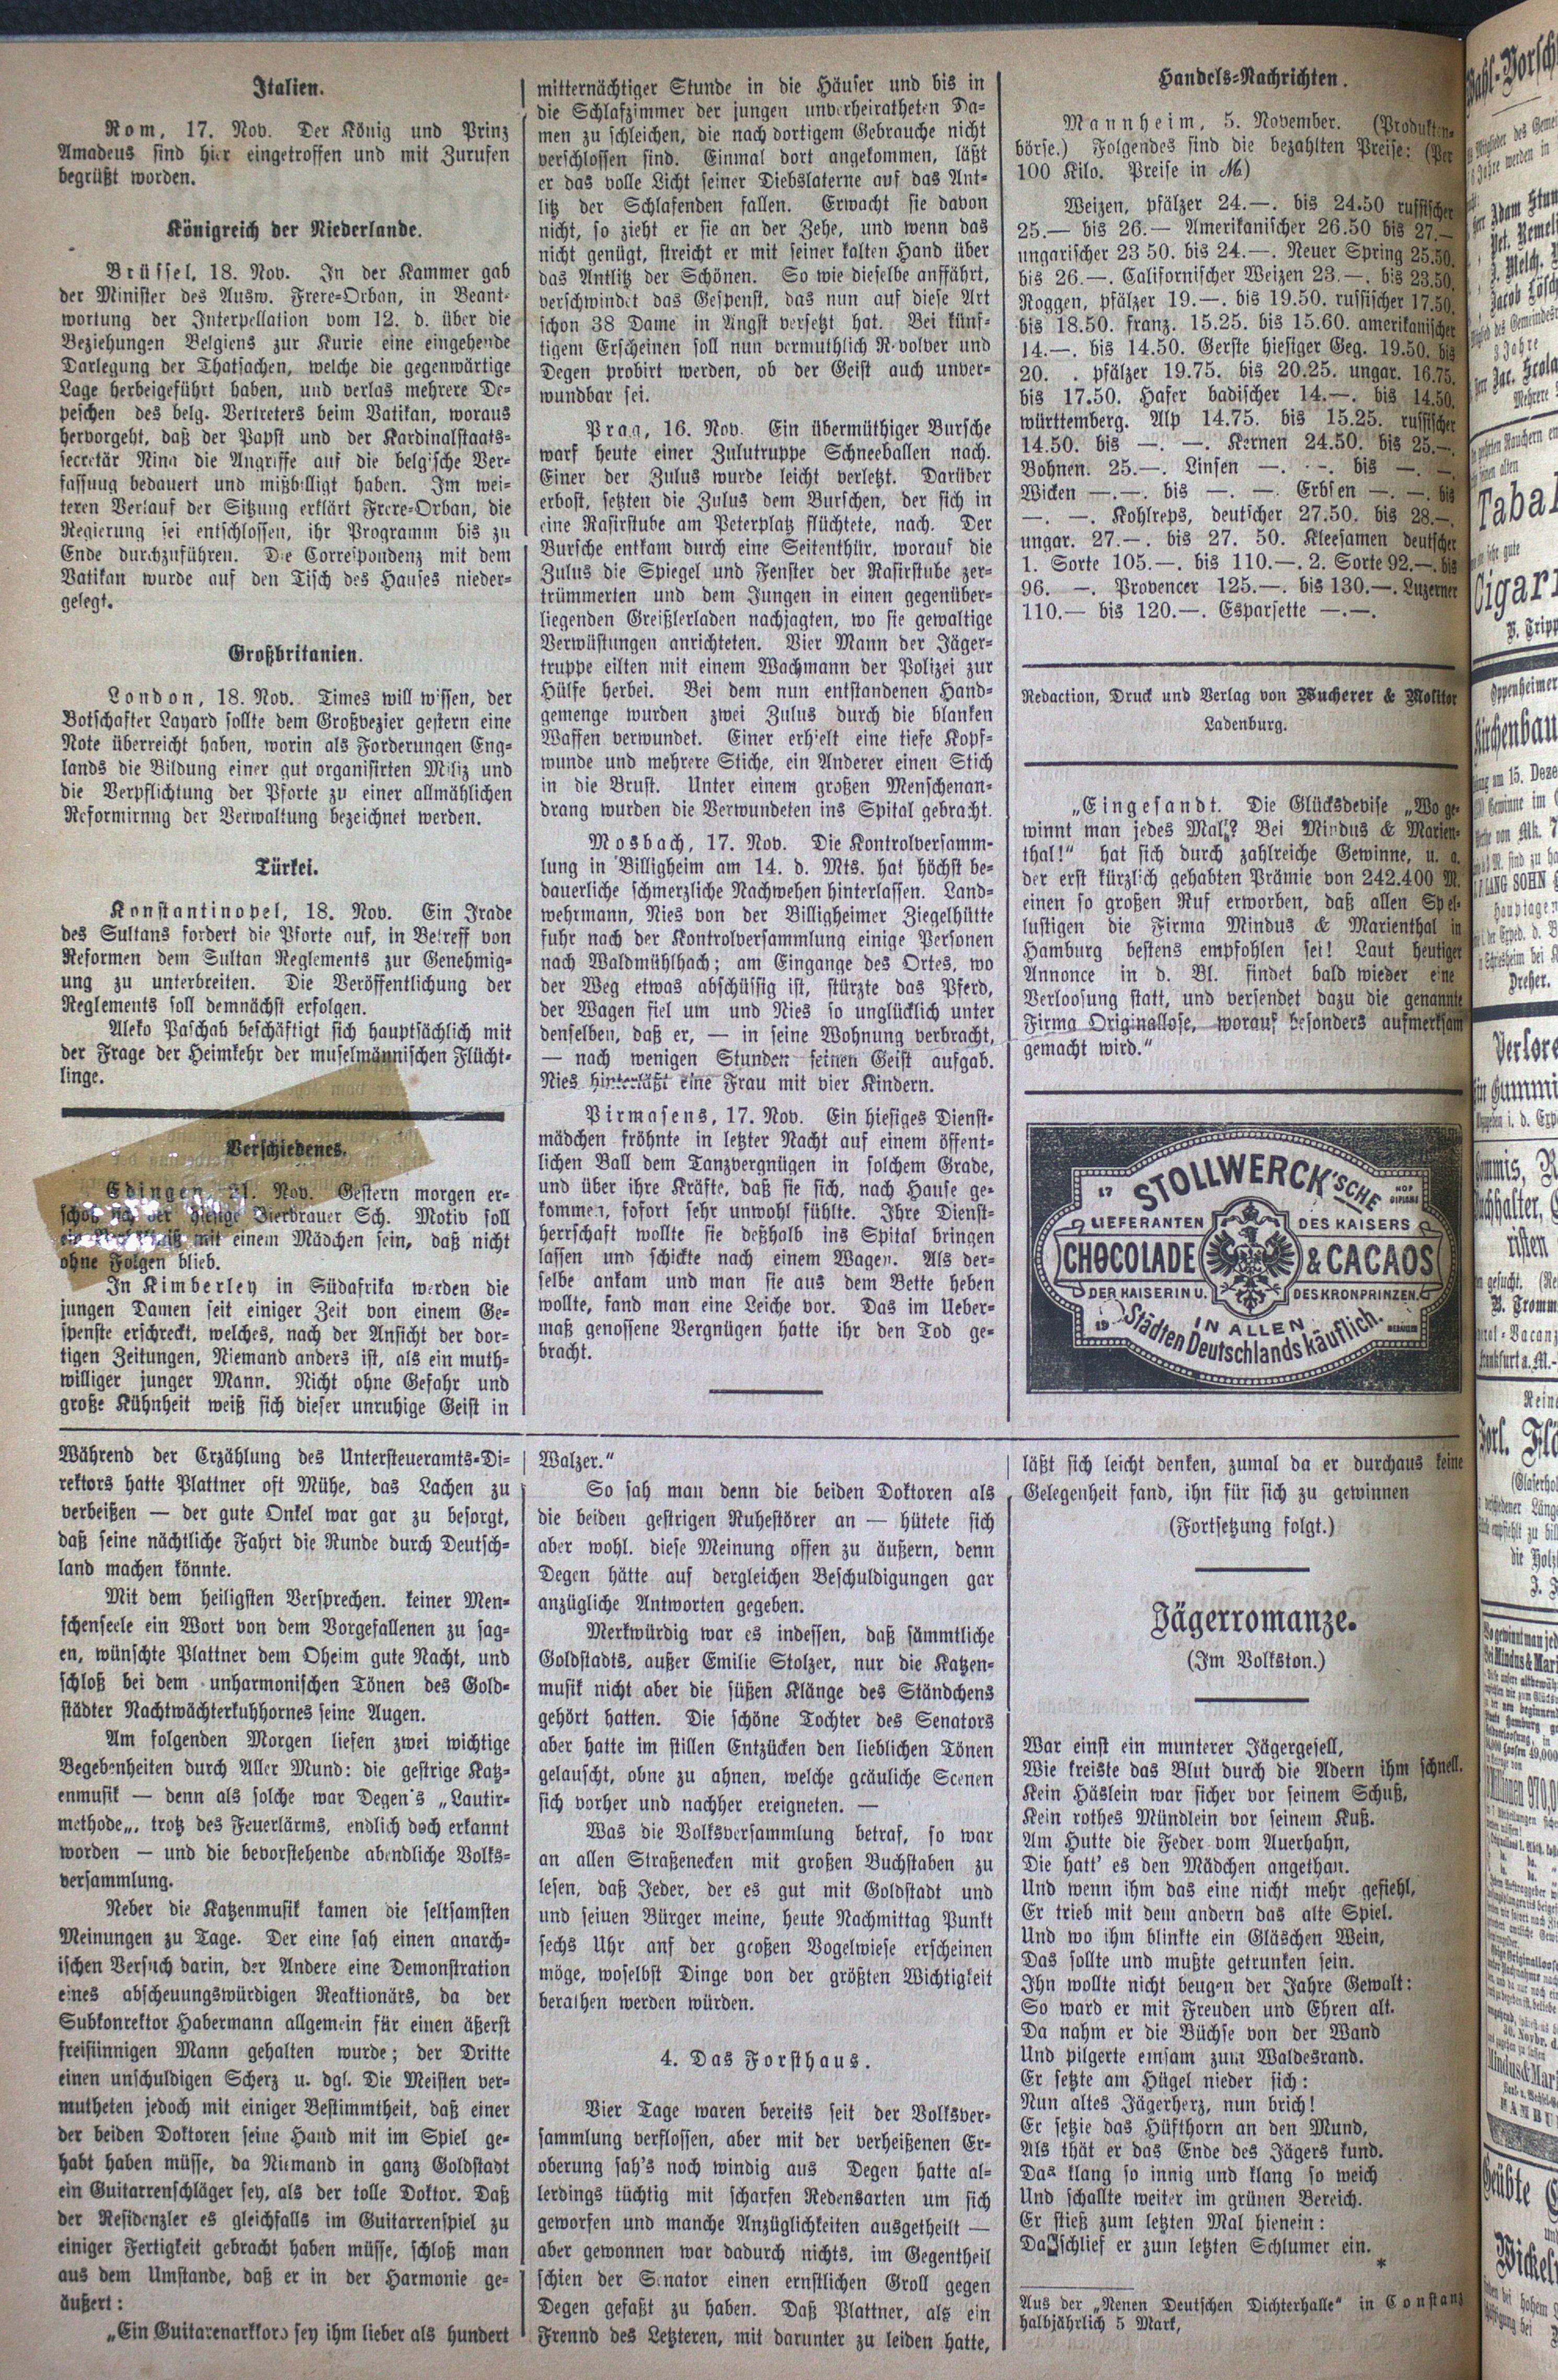 Italien.
Rom, 17. Nov. Der König und Prinz
Amadeus sind hier eingetroffen und mit Zurufen
begrüßt worden.
Königreich der Niederlande.
Brüssel, 18. Nov. In der Kammer gab
der Minister des Ausw. Frere-Orban, in Beant-
wortung der Interpellation vom 12. d. über die
Beziehungen Belgiens zur Kurie eine eingehende
Darlegung der Thatsachen, welche die gegenwärtige
Lage herbeigeführt haben, und verlas mehrere De-
peschen des belg. Vertreters beim Vatikan, woraus
hervorgeht, daß der Papst und der Kardinalstaats-
secretär Nina die Angriffe auf die belgische Ver-
fassung bedauert und mißbilligt haben. Im wei-
teren Verlauf der Sitzung erklärt Frere-Orban, die
Regierung sei entschlossen, ihr Programm bis zu
Ende durchzuführen. Die Correspondenz mit dem
Vatikan wurde auf den Tisch des Hauses nieder-
gelegt.
Großbritanien.
London, 18. Nov. Times will wissen, der
Botschafter Layard sollte dem Großvezier gestern eine
Note überreicht haben, worin als Forderungen Eng-
lands die Bildung einer gut organisirten Miliz und
die Verpflichtung der Pforte zu einer allmählichen
Reformirnng der Verwaltung bezeichnet werden.
Türkei.
Konstantinopel, 18. Nov. Ein Irade
des Sultans fordert die Pforte auf, in Betreff von
Reformen dem Sultan Reglements zur Genehmig-
ung zu unterbreiten. Die Veröffentlichung der
Reglements soll demnächst erfolgen.
Aleko Paschab beschäftigt sich hauptsächlich mit
der Frage der Heimkehr der muselmännischen Flücht-
linge.
Verschiedenes.
Edingen, 21. Nov. Gestern morgen er-
schoß sich der hiesige Bierbrauer Sch. Motiv soll
mit einem Mädchen sein, daß nicht
ohne Folgen blieb.
In Kimberley in Südafrika werden die
jungen Damen seit einiger Zeit von einem Ge-
spenste erschreckt, welches, nach der Ansicht der dor-
tigen Zeitungen, Niemand anders ist, als ein muth-
williger junger Mann. Nicht ohne Gefahr und
große Kühnheit weiß sich dieser unruhige Geist in
mitternächtiger Stunde in die Häuser und bis in
die Schlafzimmer der jungen unverheiratheten Da-
men zu schleichen, die nach dortigem Gebrauche nicht
verschlossen sind. Einmal dort angekommen, läßt
er das volle Licht seiner Diebslaterne auf das Ant-
litz der Schlafenden fallen. Erwacht sie davon
nicht, so zieht er sie an der Zehe, und wenn das
nicht genügt, streicht er mit seiner kalten Hand über
das Antlitz der Schönen. So wie dieselbe anffährt,
verschwindet das Gespenst, das nun auf diese Art
schon 38 Dame in Angst versetzt hat. Bei künf-
tigem Erscheinen soll nun vermuthlich Revolver und
Degen probirt werden, ob der Geist auch unver-
wundbar sei.
Prag, 16. Nov. Ein übermüthiger Bursche
warf heute einer Zulutruppe Schneeballen nach.
Einer der Zulus wurde leicht verletzt. Darüber
erbost, setzten die Zulus dem Burschen, der sich in
eine Rasirstube am Peterplatz flüchtete, nach. Der
Bursche entkam durch eine Seitenthür, worauf die
Zulus die Spiegel und Fenster der Rasirstube zer-
trümmerten und dem Jungen in einen gegenüber-
liegenden Greißlerladen nachjagten, wo sie gewaltige
Verwüstungen anrichteten. Vier Mann der Jäger-
truppe eilten mit einem Wachmann der Polizei zur
Hülfe herbei. Bei dem nun entstandenen Hand-
gemenge wurden zwei Zulus durch die blanken
Waffen verwundet. Einer erhielt eine tiefe Kopf-
wunde und mehrere Stiche, ein Anderer einen Stich
in die Brust. Unter einem großen Menschenan-
drang wurden die Verwundeten ins Spital gebracht.
Mosbach, 17. Nov. Die Kontrolversamm-
lung in Billigheim am 14. d. Mts. hat höchst be-
dauerliche schmerzliche Nachwehen hinterlassen. Land-
wehrmann, Nies von der Billigheimer Ziegelhütte
fuhr nach der Kontrolversammlung einige Personen
nach Waldmühlbach; am Eingange des Ortes, wo
der Weg etwas abschüssig ist, stürzte das Pferd,
der Wagen fiel um und Nies so unglücklich unter
denselben, daß er, — in seine Wohnung verbracht,
— nach wenigen Stunden seinen Geist aufgab.
Nies hinterläßt eine Frau mit vier Kindern.
Pirmasens, 17. Nov. Ein hiesiges Dienst-
mädchen fröhnte in letzter Nacht auf einem öffent-
lichen Ball dem Tanzvergnügen in solchem Grade,
und über ihre Kräfte, daß sie sich, nach Hause ge-
kommen, sofort sehr unwohl fühlte. Ihre Dienst-
herrschaft wollte sie deßhalb ins Spital bringen
lassen und schickte nach einem Wagen. Als der-
selbe ankam und man sie aus dem Bette heben
wollte, fand man eine Leiche vor. Das im Ueber-
maß genossene Vergnügen hatte ihr den Tod ge-
bracht.
Handels-Nachrichten.
Mannheim, 5. November. (Produkten-
börse.) Folgendes sind die bezahlten Preise: (Per
100 Kilo. Preise in M)
Weizen, pfälzer 24.—. bis 24.50 russischer
25.— bis 26.— Amerikanischer 26.50 bis 27.—
ungarischer 23 50. bis 24.—. Neuer Spring 25.50.
bis 26.—. Californischer Weizen 23.—. bis 23.50.
Roggen, pfälzer 19.—. bis 19.50. russischer 17.50.
bis 18.50. franz. 15.25. bis 15.60. amerikanischer
14.—. bis 14.50. Gerste hiesiger Geg. 19.50. bis
20. . pfälzer 19.75. bis 20.25. ungar. 16.75.
bis 17.50. Hafer badischer 14.—. bis 14.50.
württemberg. Alp 14.75. bis 15.25. russischer
14.50. bis —. —. Kernen 24.50. bis 25.—.
Bohnen. 25.—. Linsen —. -. bis —. —.
Wicken —.—. bis —. —. Erbsen —. —. bis
—. —. Kohlreps, deutscher 27.50. bis 28.—.
ungar. 27.—. bis 27. 50. Kleesamen deutscher
1. Sorte 105.—. bis 110.—. 2. Sorte 92.—. bis
96. —. Provencer 125.—. bis 130.—. Luzerner
110.— bis 120.—. Esparsette —.—.
Redaction, Druck und Verlag von Wucherer & Molitor
Ladenburg.
„Eingesandt. Die Glücksdevise „Wo ge-
winnt man jedes Mal“? Bei Mindus & Marien-
thal!“ hat sich durch zahlreiche Gewinne, u. a.
der erst kürzlich gehabten Prämie von 242.400 M.
einen so großen Ruf erworben, daß allen Spiel-
lustigen die Firma Mindus & Marienthal in
Hamburg bestens empfohlen sei! Laut heutiger
Annonce in d. Bl. findet bald wieder eine
Verloosung statt, und versendet dazu die genannte
Firma Originallose, worauf besonders aufmerksam
gemacht wird.“
17
STOLLWERCK'SCHE
LIEFERANTEN DES KAISERS
CHOCOLADE & CACAOS
DER KAISERIN U. DES KRONPRINZEN.
19
IN ALLEN
Städten Deutschlands käuflich.
Während der Erzählung des Untersteueramts-Di-
rektors hatte Plattner oft Mühe, das Lachen zu
verbeißen — der gute Onkel war gar zu besorgt,
daß seine nächtliche Fahrt die Runde durch Deutsch-
land machen könnte.
Mit dem heiligsten Versprechen. keiner Men-
schenseele ein Wort von dem Vorgefallenen zu sag-
en, wünschte Plattner dem Oheim gute Nacht, und
schloß bei dem unharmonischen Tönen des Gold-
städter Nachtwächterkuhhornes seine Augen.
Am folgenden Morgen liefen zwei wichtige
Begebenheiten durch Aller Mund: die gestrige Katz-
enmusik — denn als solche war Degen's „Lautir-
methode„, trotz des Feuerlärms, endlich doch erkannt
worden — und die bevorstehende abendliche Volks-
versammlung.
Neber die Katzenmusik kamen die seltsamsten
Meinungen zu Tage. Der eine sah einen anarch-
ischen Versuch darin, der Andere eine Demonstration
eines abscheuungswürdigen Reaktionärs, da der
Subkonrektor Habermann allgemein für einen äßerst
freisiinnigen Mann gehalten wurde; der Dritte
einen unschuldigen Scherz u. dgl. Die Meisten ver-
mutheten jedoch mit einiger Bestimmtheit, daß einer
der beiden Doktoren seine Hand mit im Spiel ge-
habt haben müsse, da Niemand in ganz Goldstadt
ein Guitarrenschläger sey, als der tolle Doktor. Daß
der Residenzler es gleichfalls im Guitarrenspiel zu
einiger Fertigkeit gebracht haben müsse, schloß man
aus dem Umstande, daß er in der Harmonie ge-
äußert:
„Ein Guitarenarkkord sey ihm lieber als hundert
Walzer.“
So sah man denn die beiden Doktoren als
die beiden gestrigen Ruhestörer an — hütete sich
aber wohl. diese Meinung offen zu äußern, denn
Degen hätte auf dergleichen Beschuldigungen gar
anzügliche Antworten gegeben.
Merkwürdig war es indessen, daß sämmtliche
Goldstadts, außer Emilie Stolzer, nur die Katzen-
musik nicht aber die süßen Klänge des Ständchens
gehört hatten. Die schöne Tochter des Senators
aber hatte im stillen Entzücken den lieblichen Tönen
gelauscht, ohne zu ahnen, welche gräuliche Scenen
sich vorher und nachher ereigneten. —
Was die Volksversammlung betraf, so war
an allen Straßenecken mit großen Buchstaben zu
lesen, daß Jeder, der es gut mit Goldstadt und
und seiuen Bürger meine, heute Nachmittag Punkt
sechs Uhr anf der großen Vogelwiese erscheinen
möge, woselbst Dinge von der größten Wichtigkeit
berathen werden würden.
4. Das Forsthaus.
Vier Tage waren bereits seit der Volksver-
sammlung verflossen, aber mit der verheißenen Er-
oberung sah's noch windig aus Degen hatte al-
lerdings tüchtig mit scharfen Redensarten um sich
geworfen und manche Anzüglichkeiten ausgetheilt —
aber gewonnen war dadurch nichts, im Gegentheil
schien der Senator einen ernstlichen Groll gegen
Degen gefaßt zu haben. Daß Plattner, als ein
Frennd des Letzteren, mit darunter zu leiden hatte,
läßt sich leicht denken, zumal da er durchaus keine
Gelegenheit fand, ihn für sich zu gewinnen
(Fortsetzung folgt.)
Jägerromanze.
(Im Volkston.)
War einst ein munterer Jägergesell,
Wie kreiste das Blut durch die Adern ihm schnell.
Kein Häslein war sicher vor seinem Schuß,
Kein rothes Mündlein vor seinem Kuß.
Am Hutte die Feder vom Auerhahn,
Die hatt' es den Mädchen angethan.
Und wenn ihm das eine nicht mehr gefiehl,
Er trieb mit dem andern das alte Spiel.
Und wo ihm blinkte ein Gläschen Wein,
Das sollte und mußte getrunken sein.
Ihn wollte nicht beugen der Jahre Gewalt:
So ward er mit Freuden und Ehren alt.
Da nahm er die Büchse von der Wand
Und pilgerte einsam zum Waldesrand.
Er setzte am Hügel nieder sich:
Nun altes Jägerherz, nun brich!
Er setzie das Hüfthorn an den Mund,
Als thät er das Ende des Jägers kund.
Das klang so innig und klang so weich
Und schallte weiter im grünen Bereich.
Er stieß zum letzten Mal hienein:
Da schlief er zum letzten Schlumer ein.
*
Aus der „Nenen Deutschen Dichterhalle“ in Constanz
halbjährlich 5 Mark,
Tabak
Cigarr
Kirchenbau
LANG SOHN
Verlore
in Gummi
Geübte
Wickel